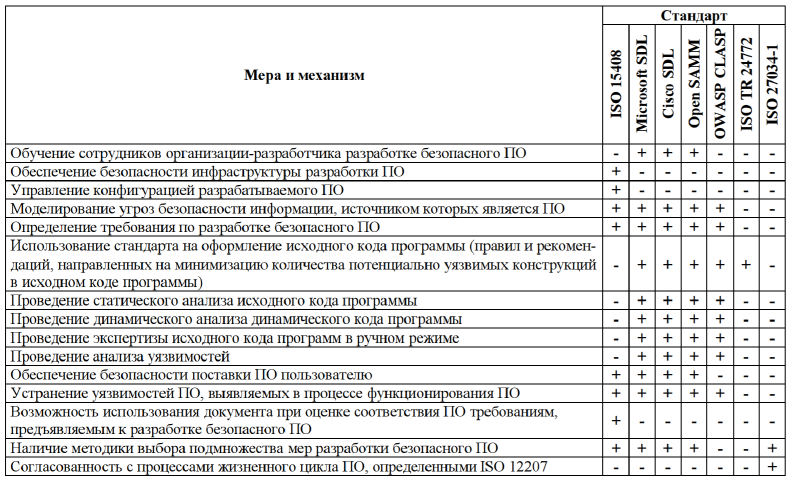 Мера и механизм
Стандарт
ISO 15408
Microsoft SDL
Cisco SDL
Open SAMM
OWASP CLASP
ISO TR 24772
ISO 27034-1
Обучение сотрудников организации-разработчика разработке безопасного ПО - + + + - - -
Обеспечение безопасности инфраструктуры разработки ПО + - - - - - -
Управление конфигурацией разрабатываемого ПО + - - - - - -
Моделирование угроз безопасности информации, источником которых является ПО + + + + + - -
Определение требования по разработке безопасного ПО + + + + + - -
Использование стандарта на оформление исходного кода программы (правил и рекомен-
даций, направленных на минимизацию количества потенциально уязвимых конструкций - + + + + + -
в исходном коде программы)
Проведение статического анализа исходного кода программы - + + + + - -
Проведение динамического анализа динамического кода программы - + + + + - -
Проведение экспертизы исходного кода программ в ручном режиме - + + + + - -
Проведение анализа уязвимостей - + + + + - -
Обеспечение безопасности поставки ПО пользователю + + + + - - -
Устранение уязвимостей ПО, выявляемых в процессе функционирования ПО + + + + + - -
Возможность использования документа при оценке соответствия ПО требованиям, + - - - - - -
предъявляемым к разработке безопасного ПО
Наличие методики выбора подмножества мер разработки безопасного ПО + + + + - - +
Согласованность с процессами жизненного цикла ПО, определенными ISO 12207 - - - - - - +